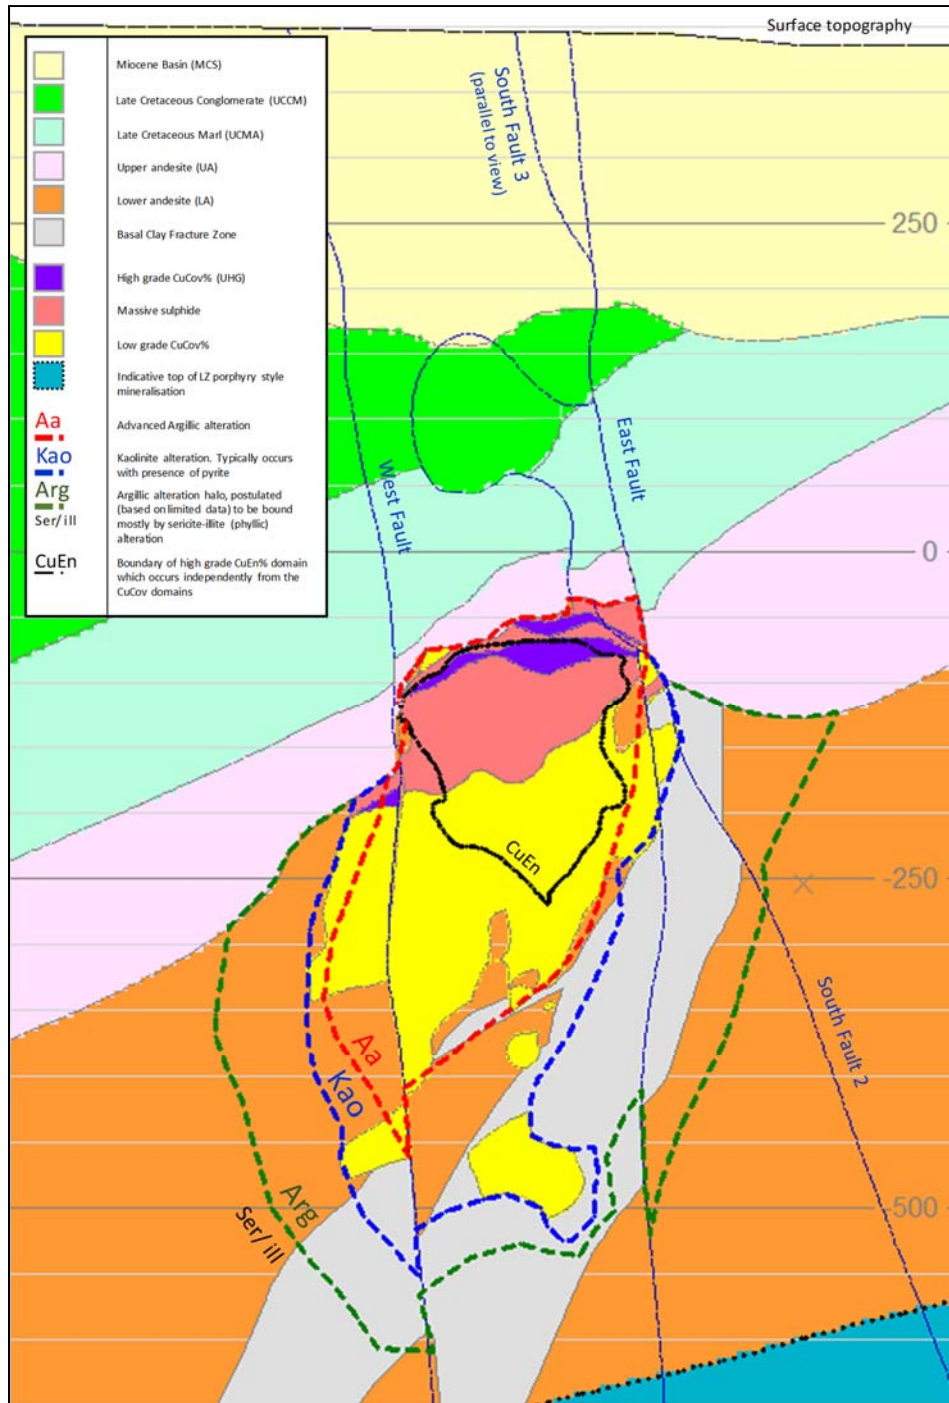 Surface topography
Miocene Basin (MCS)
Late Cretaceous Conglomerate (UCCM)
Late Cretaceous Marl (UCMA)
Upper andesite (UA)
Lower andesite (LA)
Basal Clay Fracture Zone
High grade CuCov% (UHG)
Massive sulphide
Low grade CuCov%
Indicative top of LZ porphyry style
mineralisation
Aa
Advanced Argillic alteration
Kao
Kaolinite alteration. Typically occurs
with presence of pyrite
Arg
Ser/ ill
Argillic alteration halo, postulated
(based on limited data) to be bound
mostly by sericite-illite (phyllic)
alteration
CuEn
Boundary of high grade CuEn% domain
which occurs independently from the
CuCov domains
South Fault 3
(parallel to view)
250
West Fault
East Fault
0
CuEn
-250
South Fault 2
Aa
Kao
Arg
Ser/ ill
-500